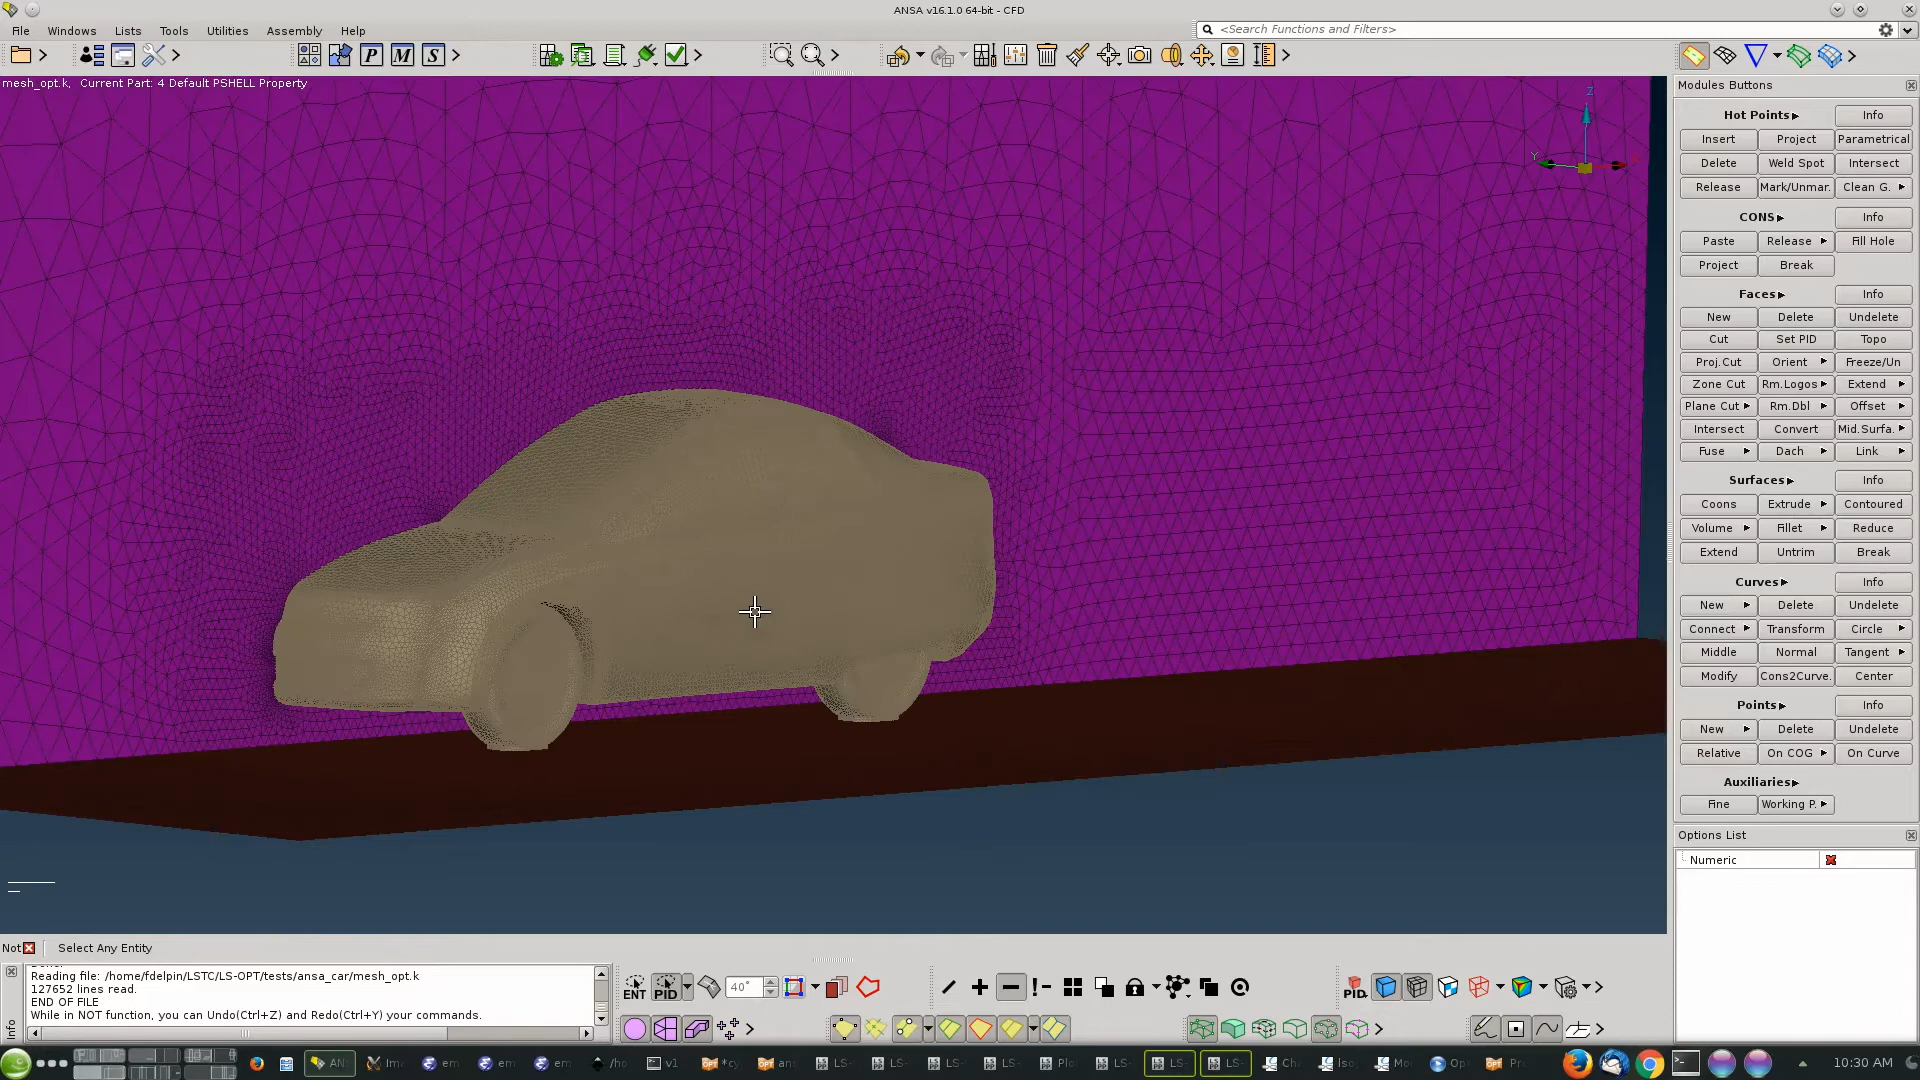 ANSA v16.1.0 64-bit - CFD
File Windows Lists Tools Utilities Assembly Help
<Search Functions and Filters>
P M S
mesh_opt.k, Current Part: 4 Default PSHELL Property
Z
Y
Modules Buttons
Hot Points Info
Insert Project Parametrical
Delete Weld Spot Intersect
Release Mark/Unmar. Clean G.
CONS Info
Paste Release Fill Hole
Project Break
Faces Info
New Delete Undelete
Cut Set PID Topo
Proj.Cut Orient Freeze/Un
Zone Cut Rm.Logos Extend
Plane Cut Rm.Dbl Offset
Intersect Convert Mid.Surfa.
Fuse Dach Link
Surfaces Info
Coons Extrude Contoured
Volume Fillet Reduce
Extend Untrim Break
Curves Info
New Delete Undelete
Connect Transform Circle
Middle Normal Tangent
Modify Cons2Curve. Center
Points Info
New Delete Undelete
Relative On COG On Curve
Auxiliaries
Fine Working P.
Options List
Numeric
Not Select Any Entity
Reading file: /home/fdelpin/LSTC/LS-OPT/tests/ansa_car/mesh_opt.k
127652 lines read.
END OF FILE
While in NOT function, you can Undo(Ctrl+Z) and Redo(Ctrl+Y) your commands.
Info
ENT PID 40° PID
10:30 AM